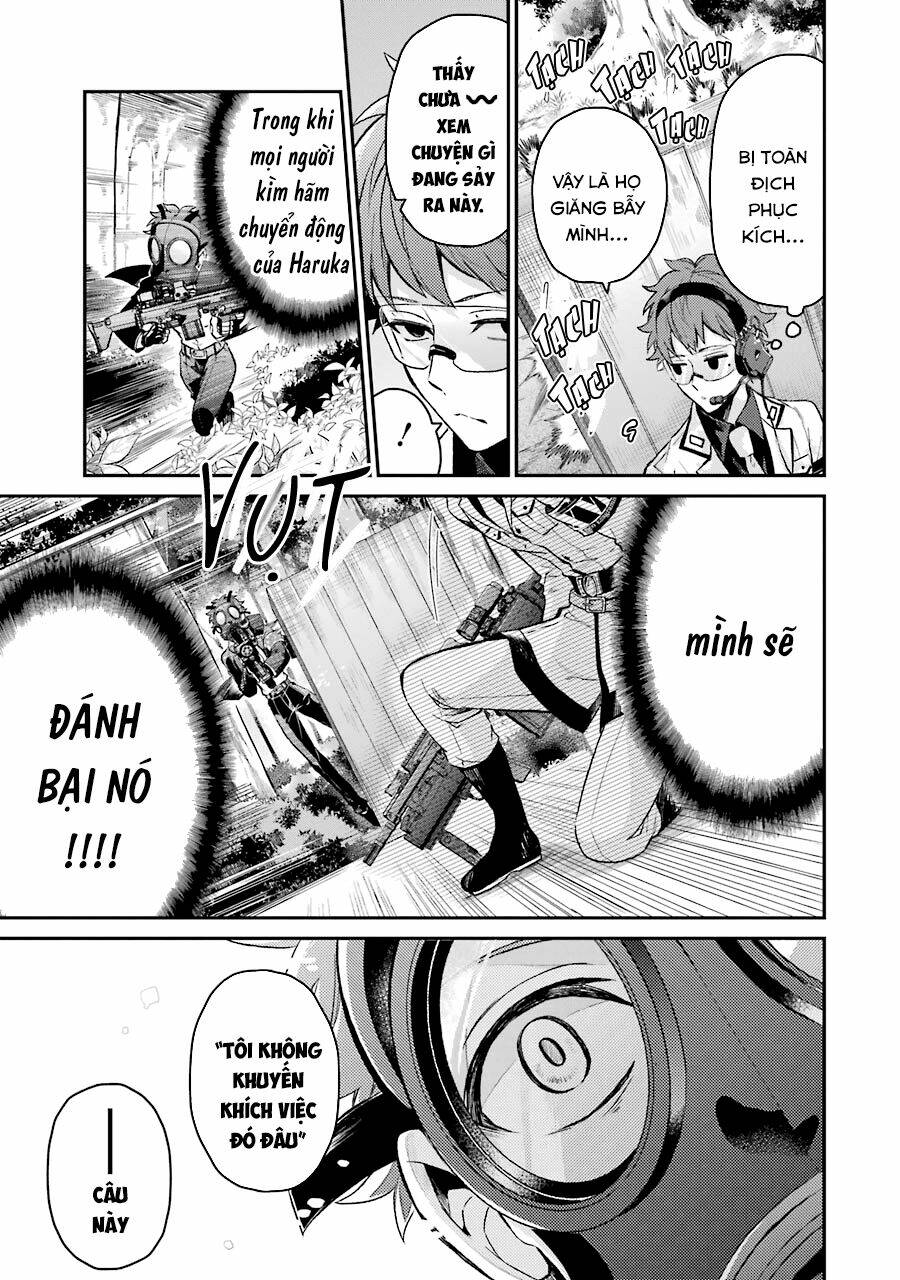 TẠCH
TẠCH
TẠCH
TẠCH
BỊ TOÀN
ĐỊCH
PHỤC
KÍCH...
VẬY LÀ HỌ
GIĂNG BẪY
MÌNH...
TẠCH
TẠCH
TẠCH
THẤY
CHƯA
XEM
CHUYỆN GÌ
ĐANG SẢY
RA NÀY.
!
Trong khi
mọi người
kìm hãm
chuyển động
của Haruka
VỤT
mình sẽ
ĐÁNH
BẠI NÓ
!!!!
“TÔI KHÔNG
KHUYẾN
KHÍCH VIỆC
ĐÓ ĐÂU”
—
CÂU
NÀY